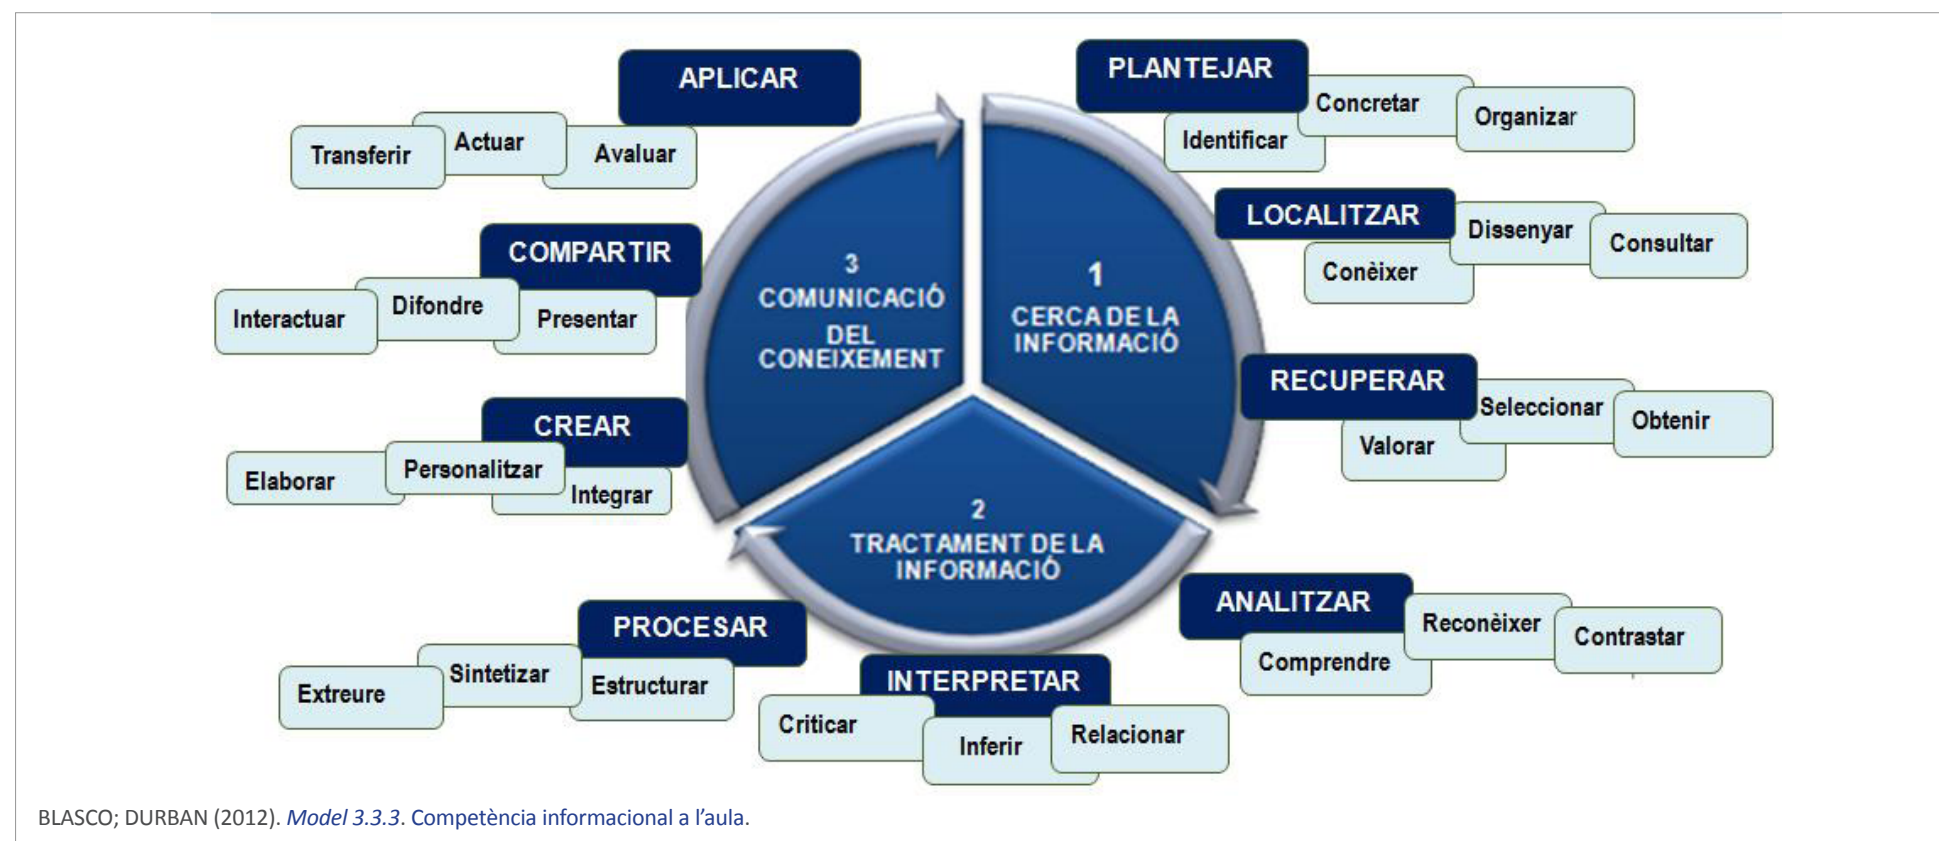 PLANTEJAR
Identificar
Concretar
Organizar
LOCALITZAR
Conèixer
Dissenyar
Consultar
RECUPERAR
Valorar
Seleccionar
Obtenir
1
CERCA DE LA
INFORMACIÓ
ANALITZAR
Comprendre
Reconèixer
Contrastar
INTERPRETAR
Criticar
Inferir
Relacionar
PROCESAR
Extreure
Sintetizar
Estructurar
2
TRACTAMENT DE LA
INFORMACIÓ
CREAR
Elaborar
Personalitzar
Integrar
COMPARTIR
Interactuar
Difondre
Presentar
APLICAR
Transferir
Actuar
Avaluar
3
COMUNICACIÓ
DEL
CONEIXEMENT
BLASCO; DURBAN (2012). Model 3.3.3. Competència informacional a l’aula.